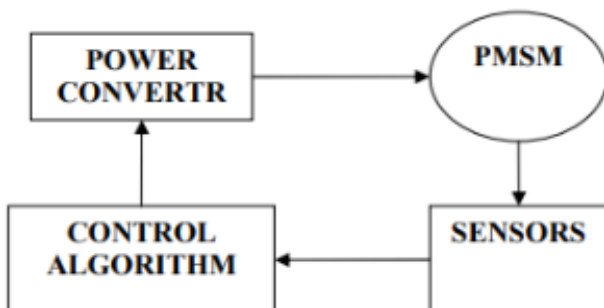 POWER
CONVERTR
PMSM
CONTROL
ALGORITHM
SENSORS